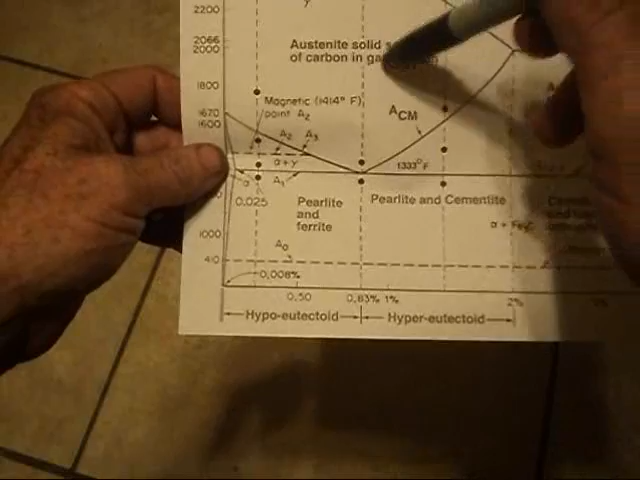 2200
γ
2066
2000
Austenite solid
of carbon in
1800
1670
1600
Magnetic (1414° F)
point A2
ACM
A2
A3
α+γ
1333°F
α
A1
0.025
Pearlite
and
ferrite
Pearlite and Cementite
α + Fe3C
1000
A0
410
0.008%
0.50
0.83%
1%
2%
Hypo-eutectoid
Hyper-eutectoid